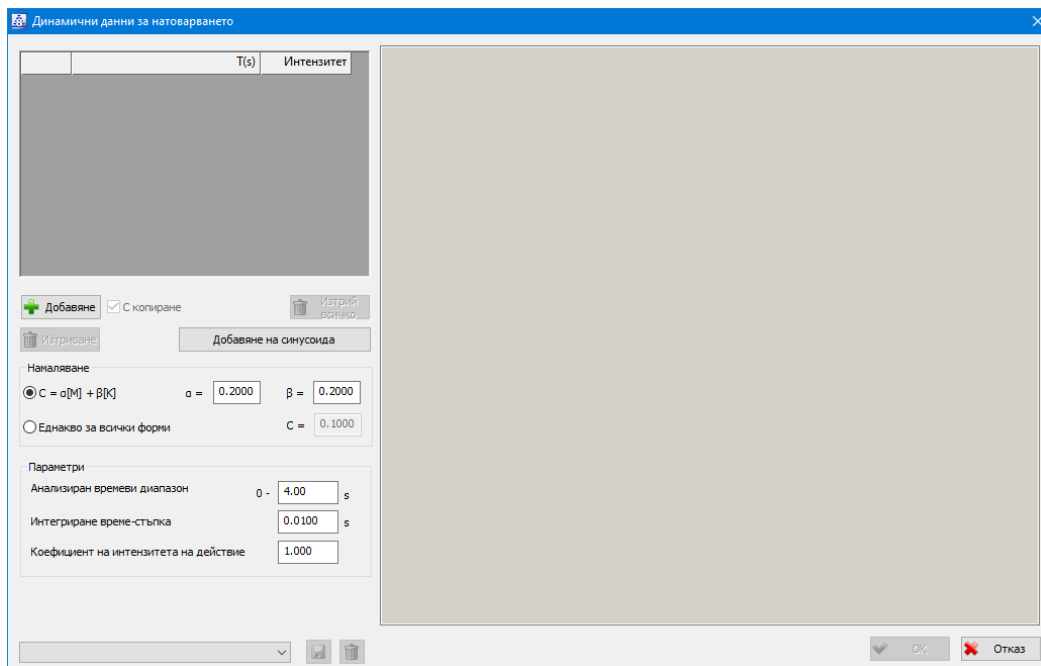 Динамични данни за натоварването
T(s) Интензитет
Добавяне С копиране Изтрий всичко
Изтриване Добавяне на синусоида
Намаляване
C = α[M] + β[K] α = 0.2000 β = 0.2000
Еднакво за всички форми C = 0.1000
Параметри
Анализиран времеви диапазон 0 - 4.00 s
Интегриране време-стъпка 0.0100 s
Коефициент на интензитета на действие 1.000
OK Отказ